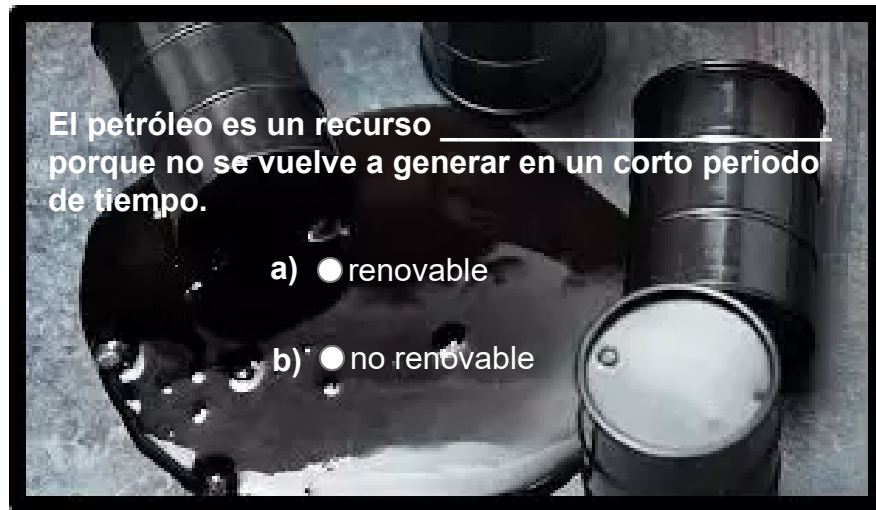 El petróleo es un recurso ______________________
porque no se vuelve a generar en un corto periodo
de tiempo.
a) renovable
b) no renovable